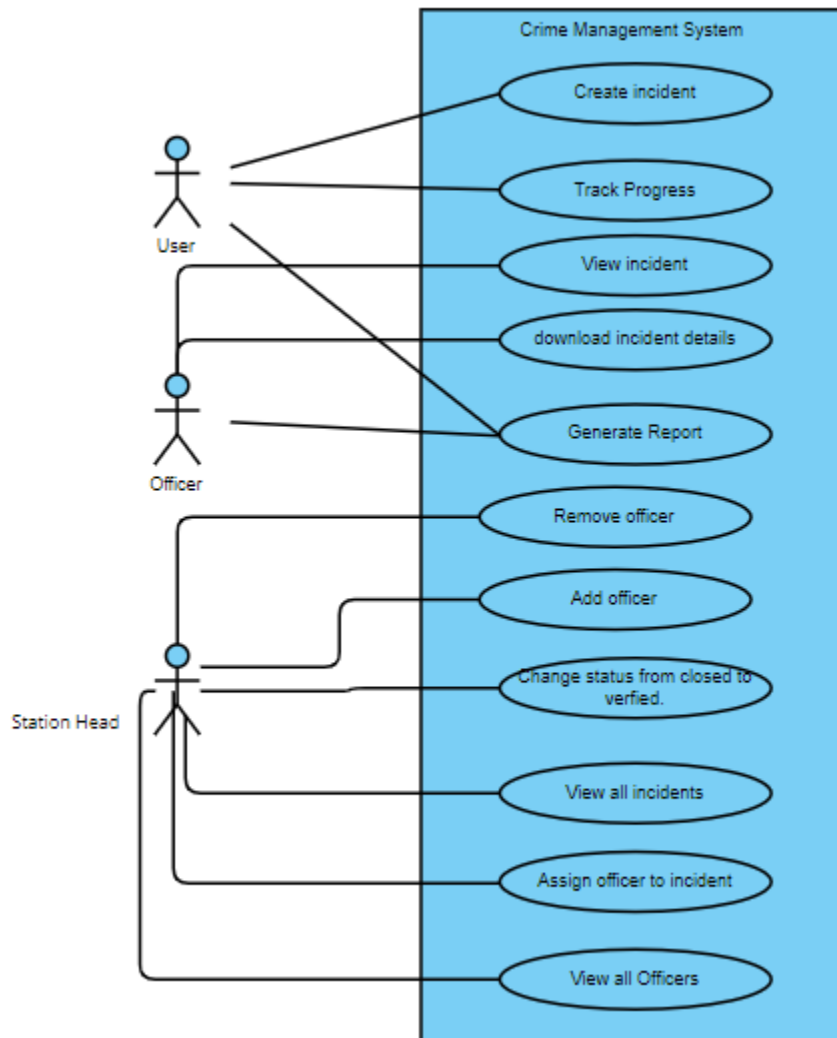 Crime Management System
Create incident
Track Progress
User
View incident
download incident details
Generate Report
Officer
Remove officer
Add officer
Change status from closed to
verfied.
Station Head
View all incidents
Assign officer to incident
View all Officers